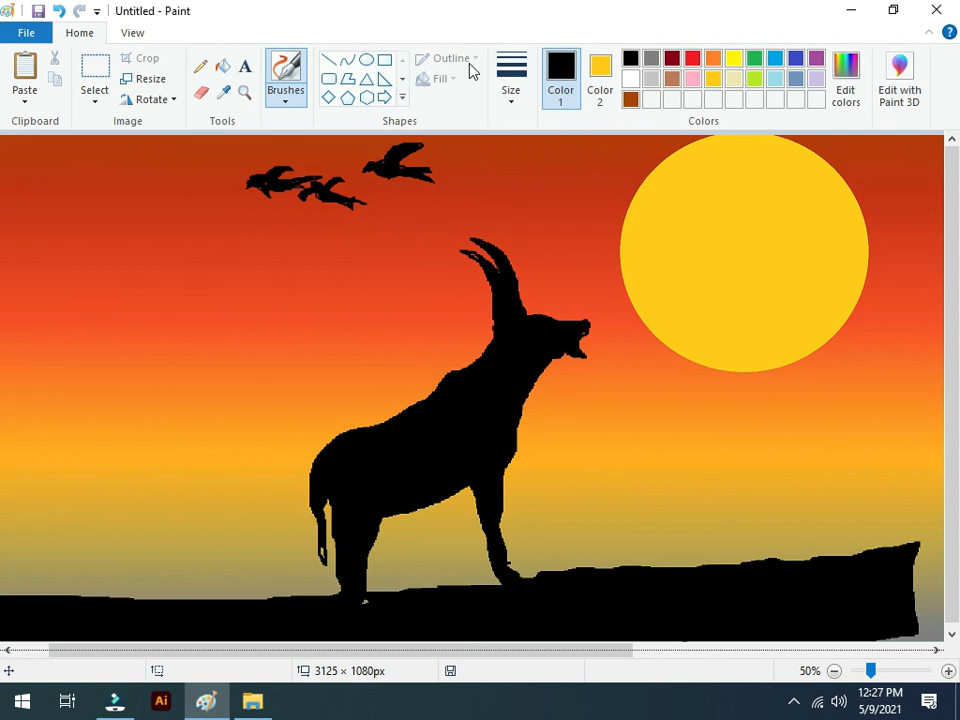 Untitled - Paint
File Home View
Paste
Select
Crop
Resize
Rotate
A
Brushes
Outline
Fill
Size
Color 1
Color 2
Edit colors
Edit with Paint 3D
Clipboard Image Tools Shapes Colors
3125 × 1080px 50%
Ai
12:27 PM
5/9/2021